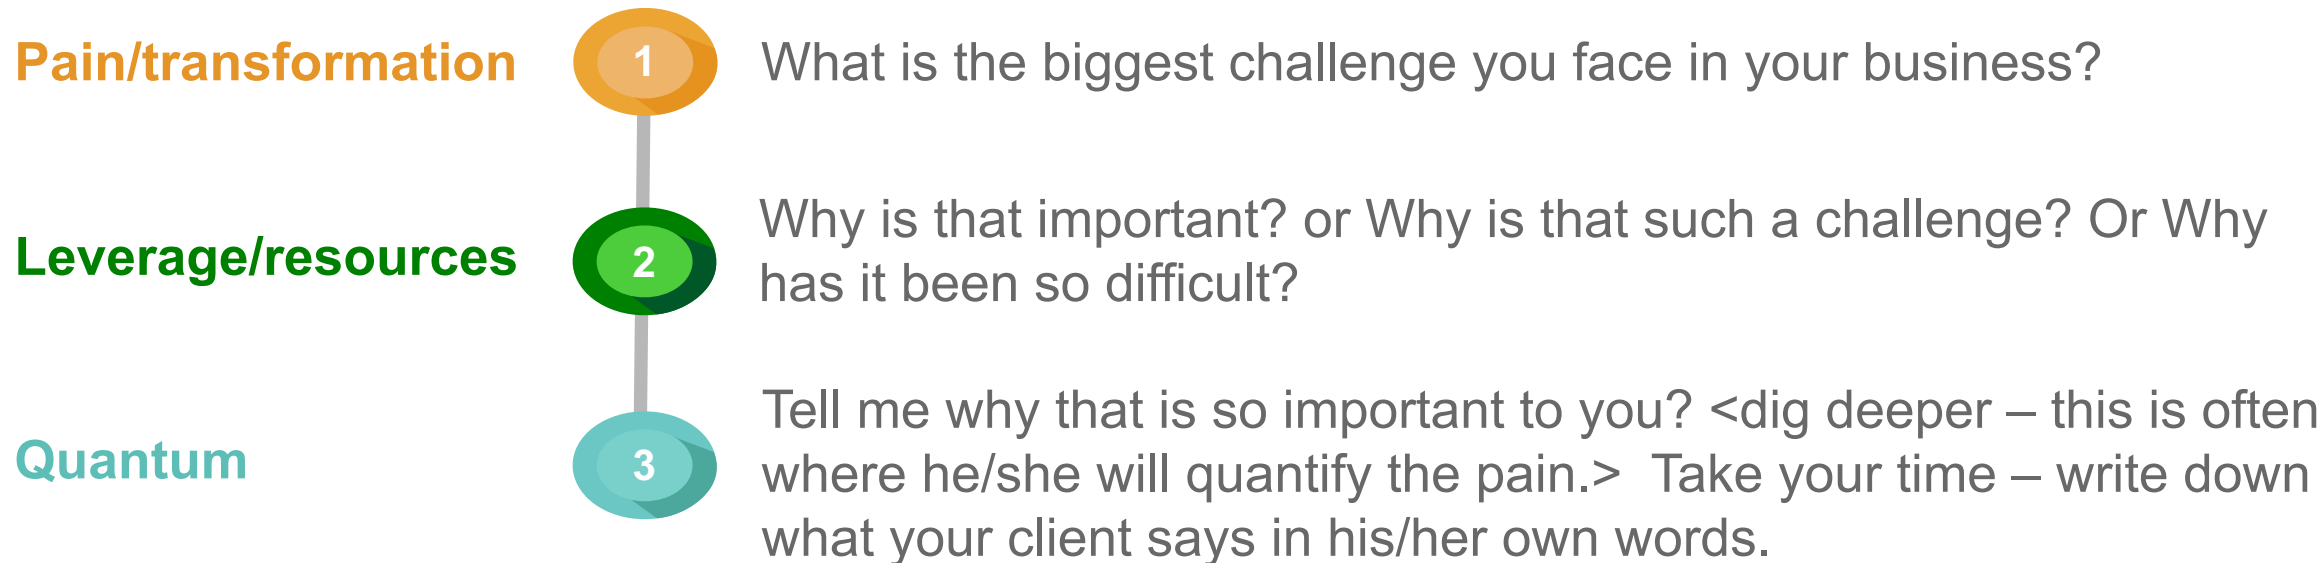 Pain/transformation
1
What is the biggest challenge you face in your business?
Leverage/resources
2
Why is that important? or Why is that such a challenge? Or Why
has it been so difficult?
Quantum
3
Tell me why that is so important to you? <dig deeper – this is often
where he/she will quantify the pain.>  Take your time – write down
what your client says in his/her own words.